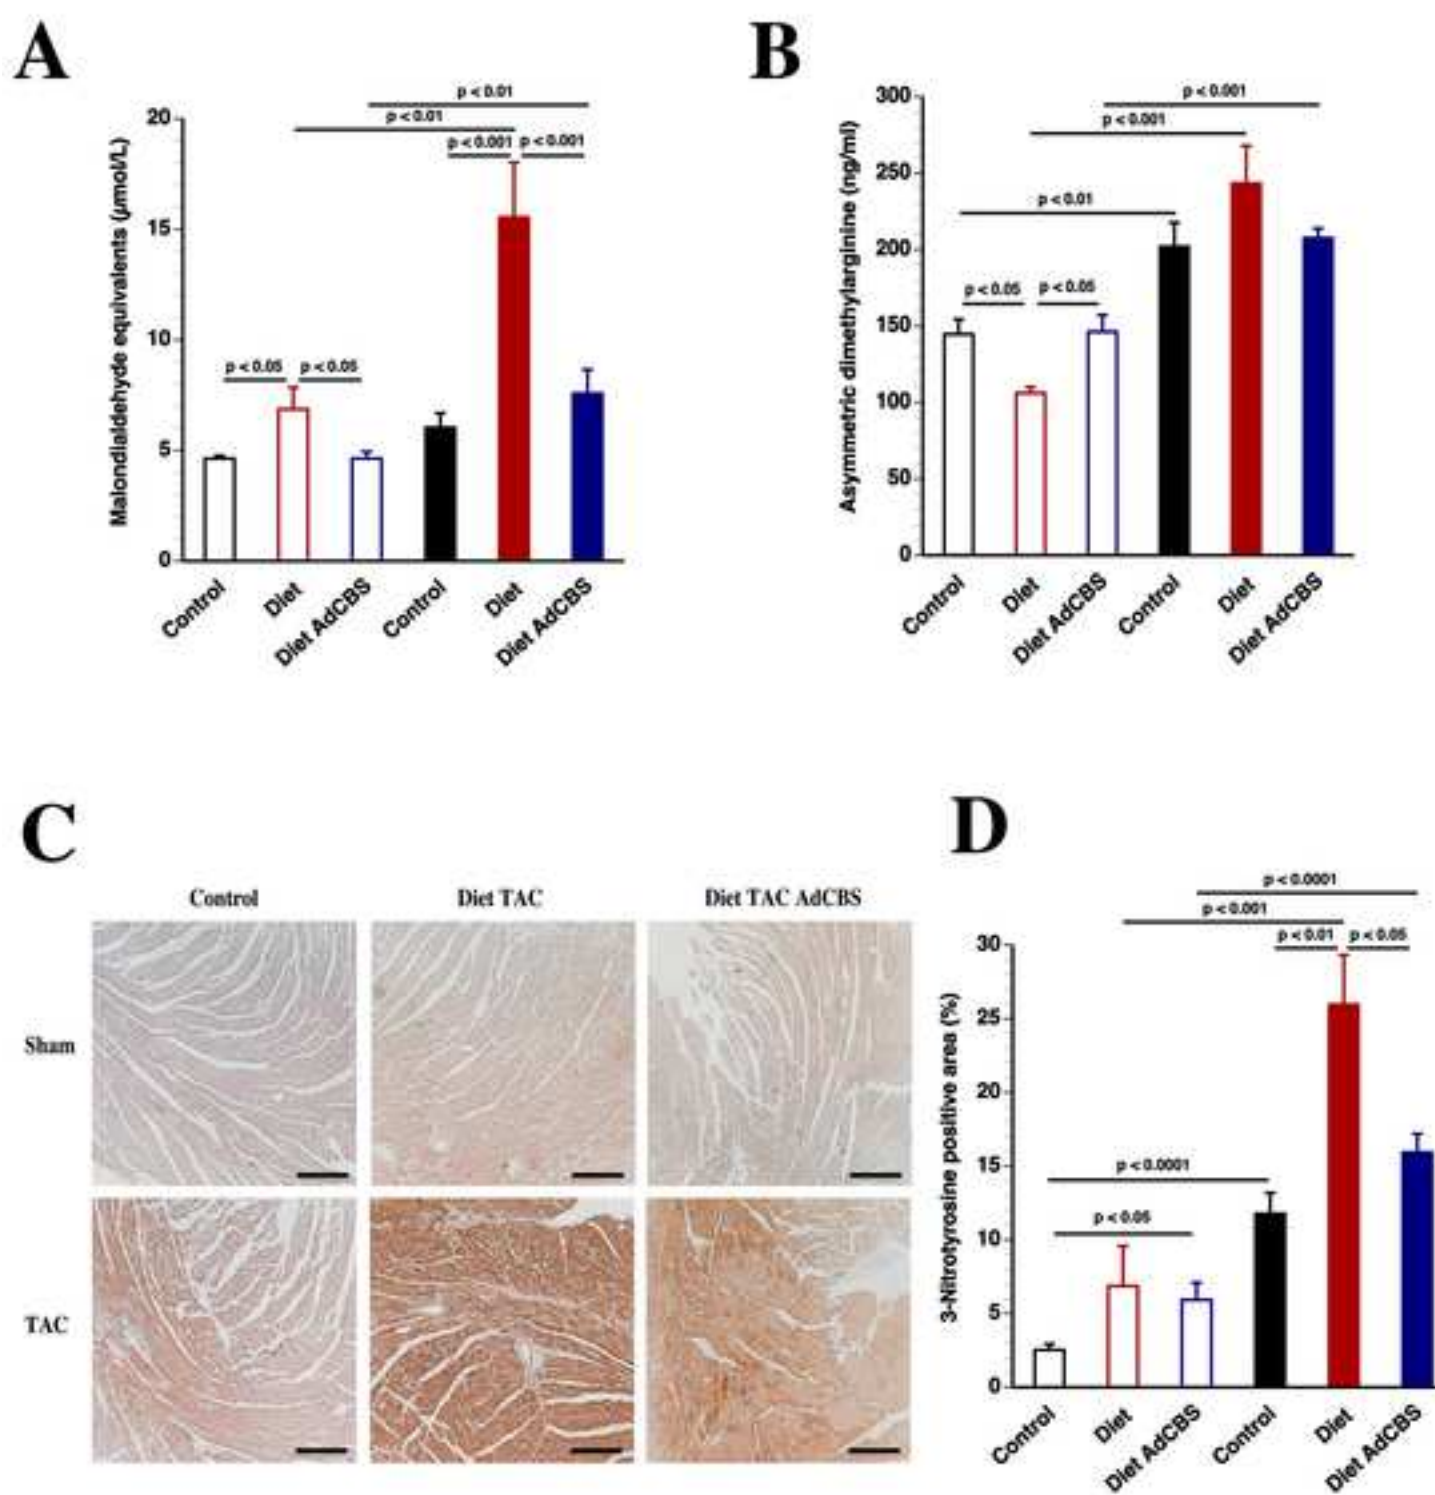 A
p < 0.01
p < 0.01
p < 0.001 p < 0.001
p < 0.05 p < 0.05
Malondialdehyde equivalents (μmol/L)
20
15
10
5
0
Control Diet Diet AdCBS Control Diet Diet AdCBS
B
p < 0.001
p < 0.001
p < 0.01
p < 0.05 p < 0.05
Asymmetric dimethylarginine (ng/ml)
300
250
200
150
100
50
0
Control Diet Diet AdCBS Control Diet Diet AdCBS
C
Control Diet TAC Diet TAC AdCBS
Sham
TAC
D
p < 0.0001
p < 0.001
p < 0.01 p < 0.05
p < 0.0001
p < 0.05
3-Nitrotyrosine positive area (%)
30
25
20
15
10
5
0
Control Diet Diet AdCBS Control Diet Diet AdCBS